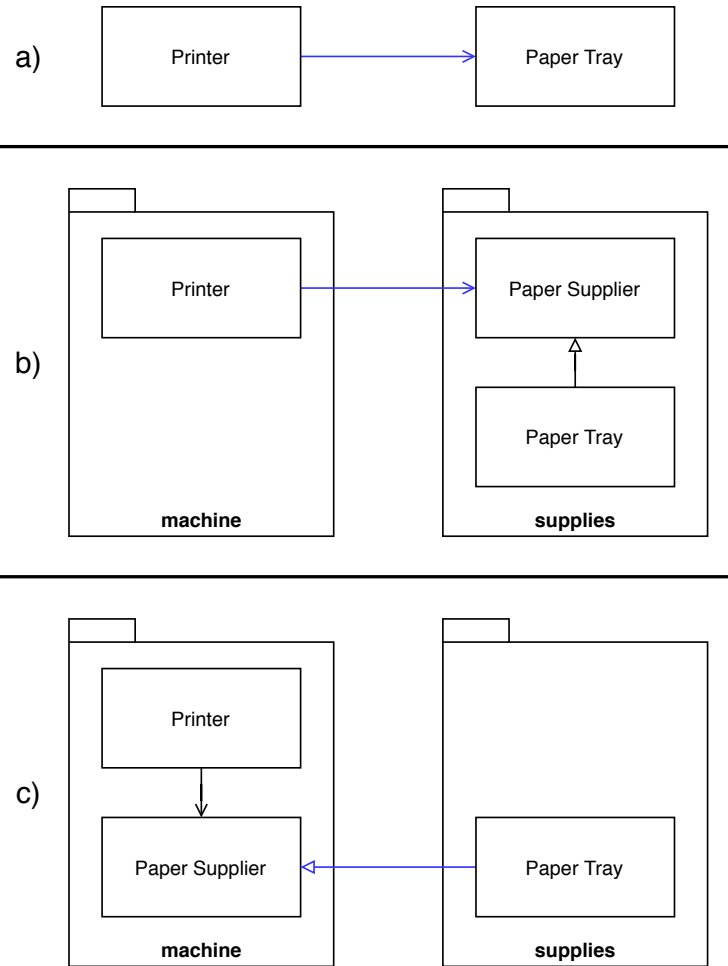 a)
Printer
Paper Tray
b)
Printer
Paper Supplier
Paper Tray
machine
supplies
c)
Printer
Paper Supplier
Paper Tray
machine
supplies